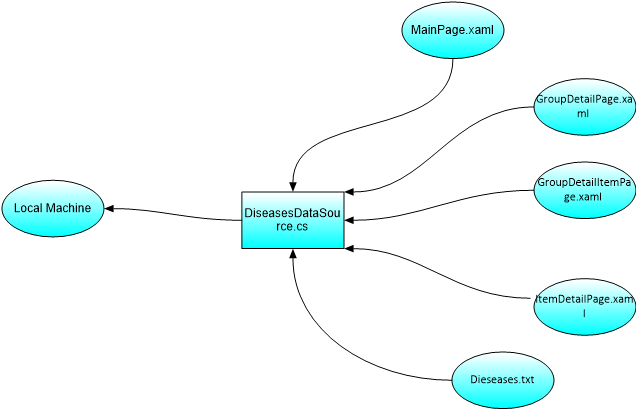 MainPage.xaml
GroupDetailPage.xa
ml
GroupDetailItemPa
ge.xaml
Local Machine
DiseasesDataSou
rce.cs
ItemDetailPage.xam
l
Dieseases.txt